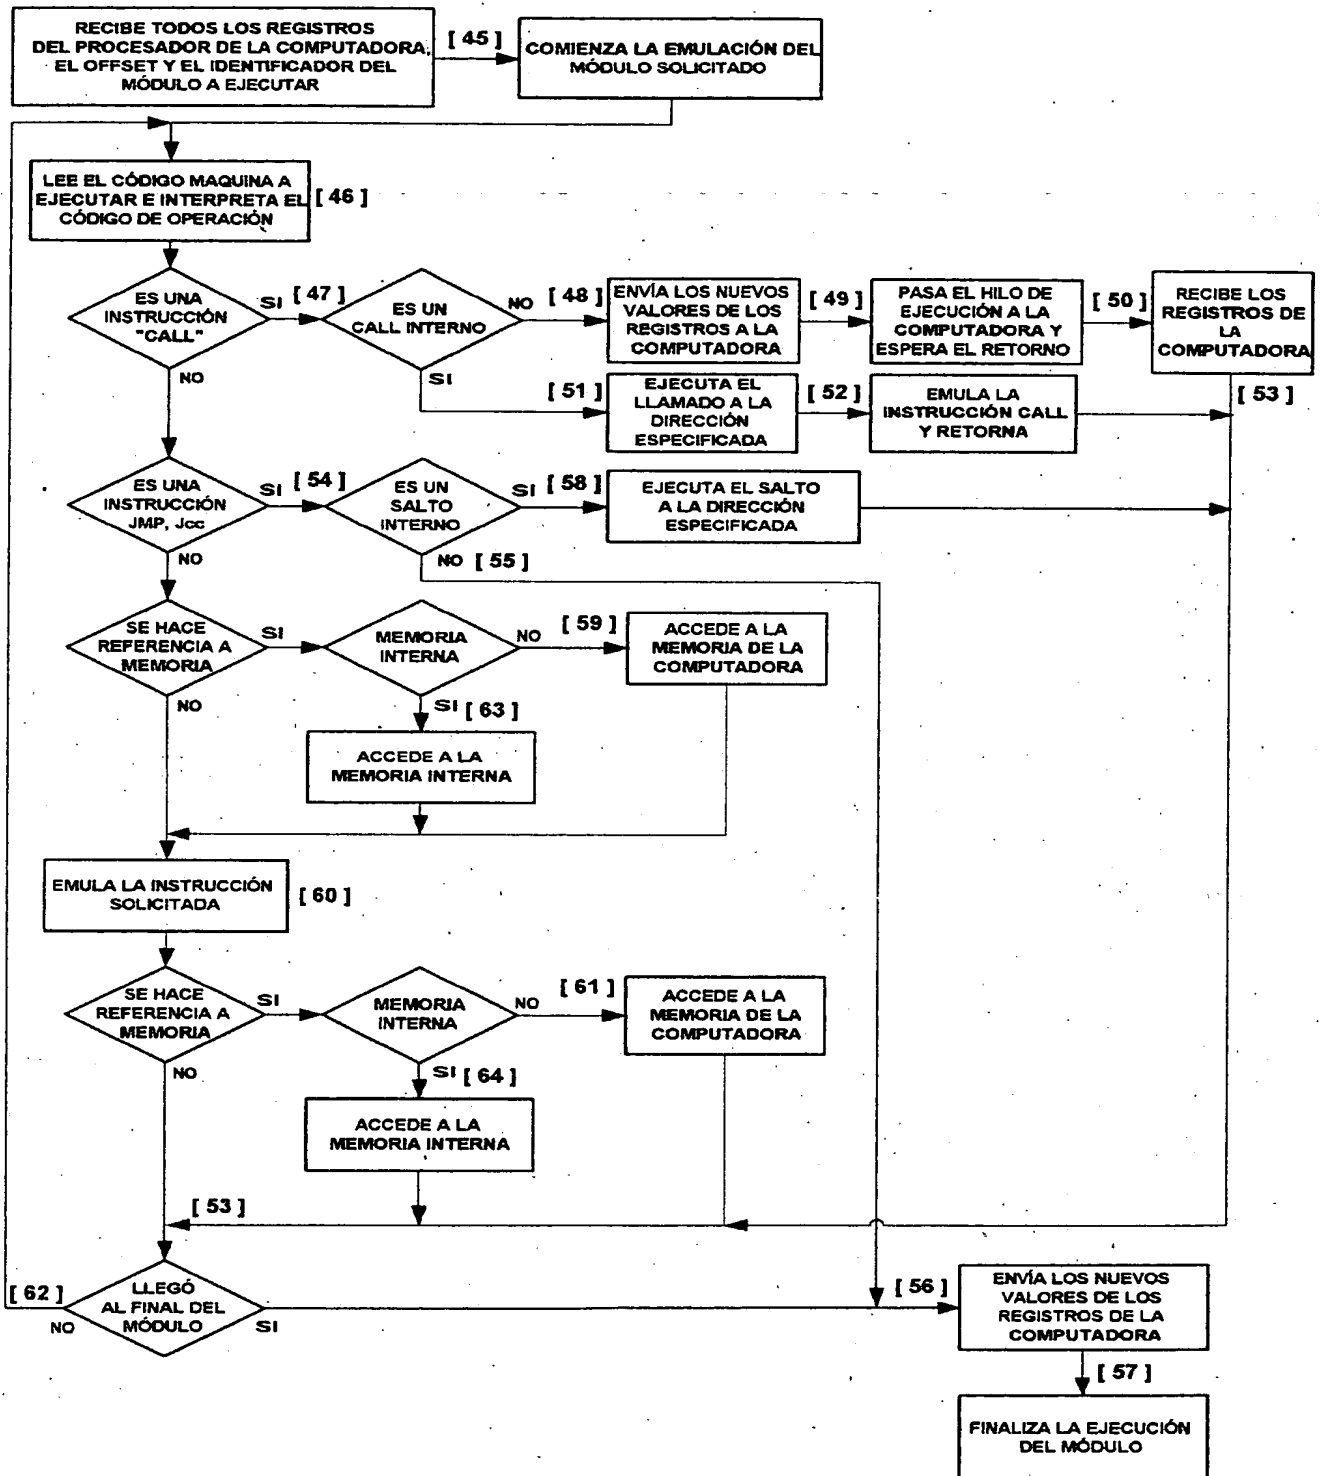 RECIBE TODOS LOS REGISTROS
DEL PROCESADOR DE LA COMPUTADORA,
EL OFFSET Y EL IDENTIFICADOR DEL
MÓDULO A EJECUTAR
[ 45 ]
COMIENZA LA EMULACIÓN DEL
MÓDULO SOLICITADO
LEE EL CÓDIGO MAQUINA A
EJECUTAR E INTERPRETA EL
CÓDIGO DE OPERACIÓN
[ 46 ]
ES UNA
INSTRUCCIÓN
"CALL"
SI
[ 47 ]
NO
ES UN
CALL INTERNO
NO
[ 48 ]
SI
ENVÍA LOS NUEVOS
VALORES DE LOS
REGISTROS A LA
COMPUTADORA
[ 49 ]
PASA EL HILO DE
EJECUCIÓN A LA
COMPUTADORA Y
ESPERA EL RETORNO
[ 50 ]
RECIBE LOS
REGISTROS DE
LA
COMPUTADORA
[ 51 ]
EJECUTA EL
LLAMADO A LA
DIRECCIÓN
ESPECIFICADA
[ 52 ]
EMULA LA
INSTRUCCIÓN CALL
Y RETORNA
[ 53 ]
ES UNA
INSTRUCCIÓN
JMP, Jcc
SI
[ 54 ]
NO
ES UN
SALTO
INTERNO
SI
[ 58 ]
NO
[ 55 ]
EJECUTA EL SALTO
A LA DIRECCIÓN
ESPECIFICADA
SE HACE
REFERENCIA A
MEMORIA
SI
NO
MEMORIA
INTERNA
NO
[ 59 ]
SI
[ 63 ]
ACCEDE A LA
MEMORIA DE LA
COMPUTADORA
ACCEDE A LA
MEMORIA INTERNA
EMULA LA INSTRUCCIÓN
SOLICITADA
[ 60 ]
SE HACE
REFERENCIA A
MEMORIA
SI
NO
MEMORIA
INTERNA
NO
[ 61 ]
SI
[ 64 ]
ACCEDE A LA
MEMORIA DE LA
COMPUTADORA
ACCEDE A LA
MEMORIA INTERNA
[ 53 ]
LLEGÓ
AL FINAL DEL
MÓDULO
[ 62 ]
NO
SI
[ 56 ]
ENVÍA LOS NUEVOS
VALORES DE LOS
REGISTROS DE LA
COMPUTADORA
[ 57 ]
FINALIZA LA EJECUCIÓN
DEL MÓDULO